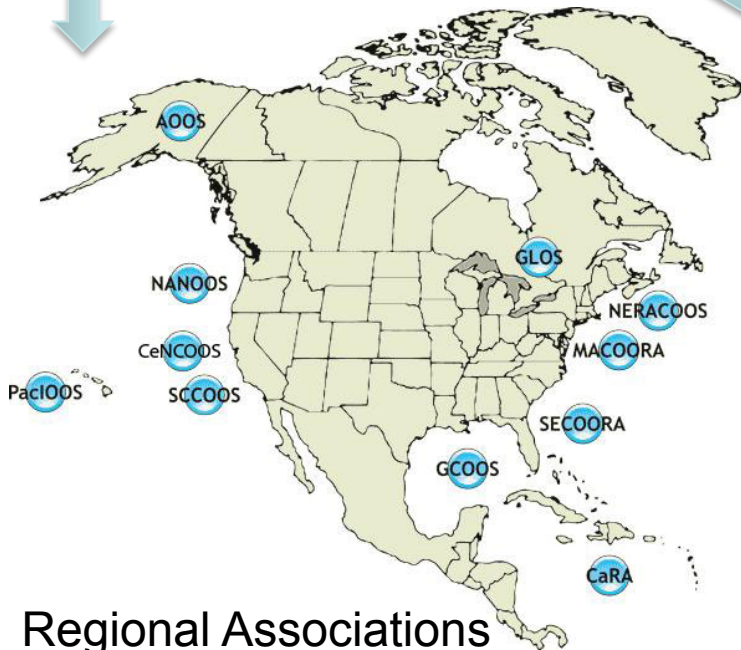 AOOS
GLOS
NANOOS
NERACOOS
CeNCOOS
MACOORA
PacIOOS
SCCOOS
SECOORA
GCOOS
CaRA
Regional Associations